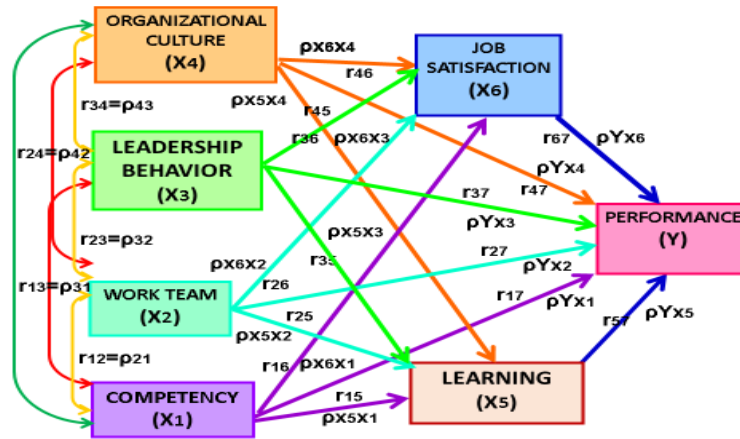 ORGANIZATIONAL
CULTURE
(X4)
JOB
SATISFACTION
(X6)
LEADERSHIP
BEHAVIOR
(X3)
PERFORMANCE
(Y)
WORK TEAM
(X2)
COMPETENCY
(X1)
LEARNING
(X5)
ρx6x4
r46
ρx5x4
r45
r36
ρx6x3
r34=ρ43
r24=ρ42
r23=ρ32
r13=ρ31
r12=ρ21
r67
ρYx6
ρYx4
r47
r37
ρYx3
ρx5x3
r35
r27
ρYx2
ρx6x2
r26
r25
ρx5x2
r17
ρYx1
r16
ρx6x1
r15
ρx5x1
r57
ρYx5